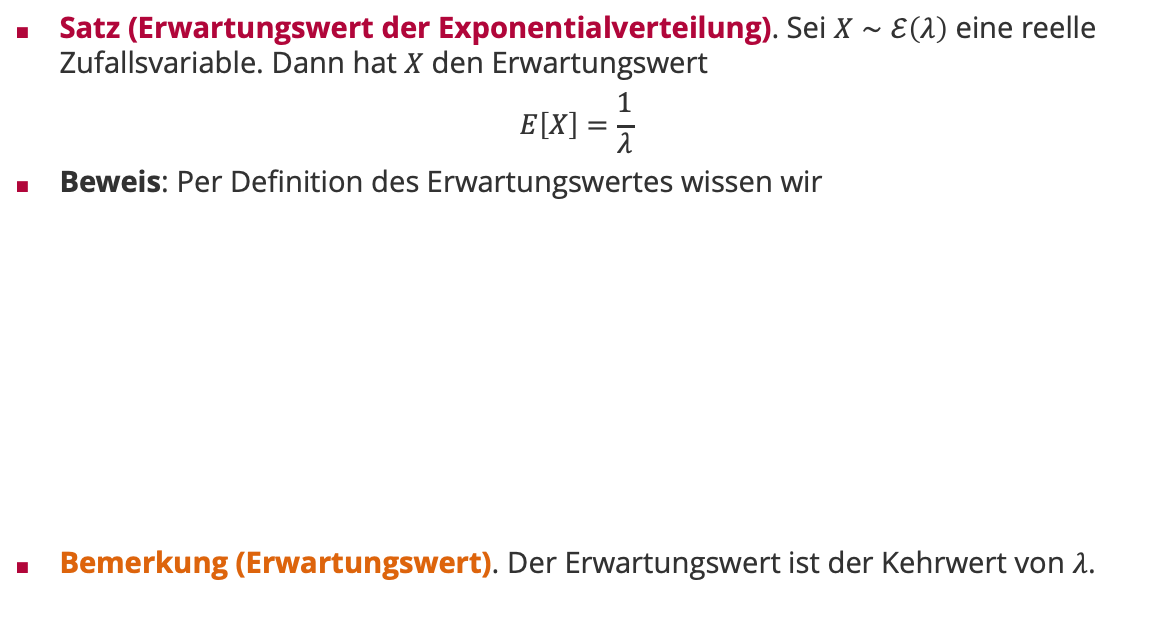 ▪ Satz (Erwartungswert der Exponentialverteilung). Sei X ~ ℰ(λ) eine reelle
Zufallsvariable. Dann hat X den Erwartungswert
E[X] = 1/λ
▪ Beweis: Per Definition des Erwartungswertes wissen wir
▪ Bemerkung (Erwartungswert). Der Erwartungswert ist der Kehrwert von λ.